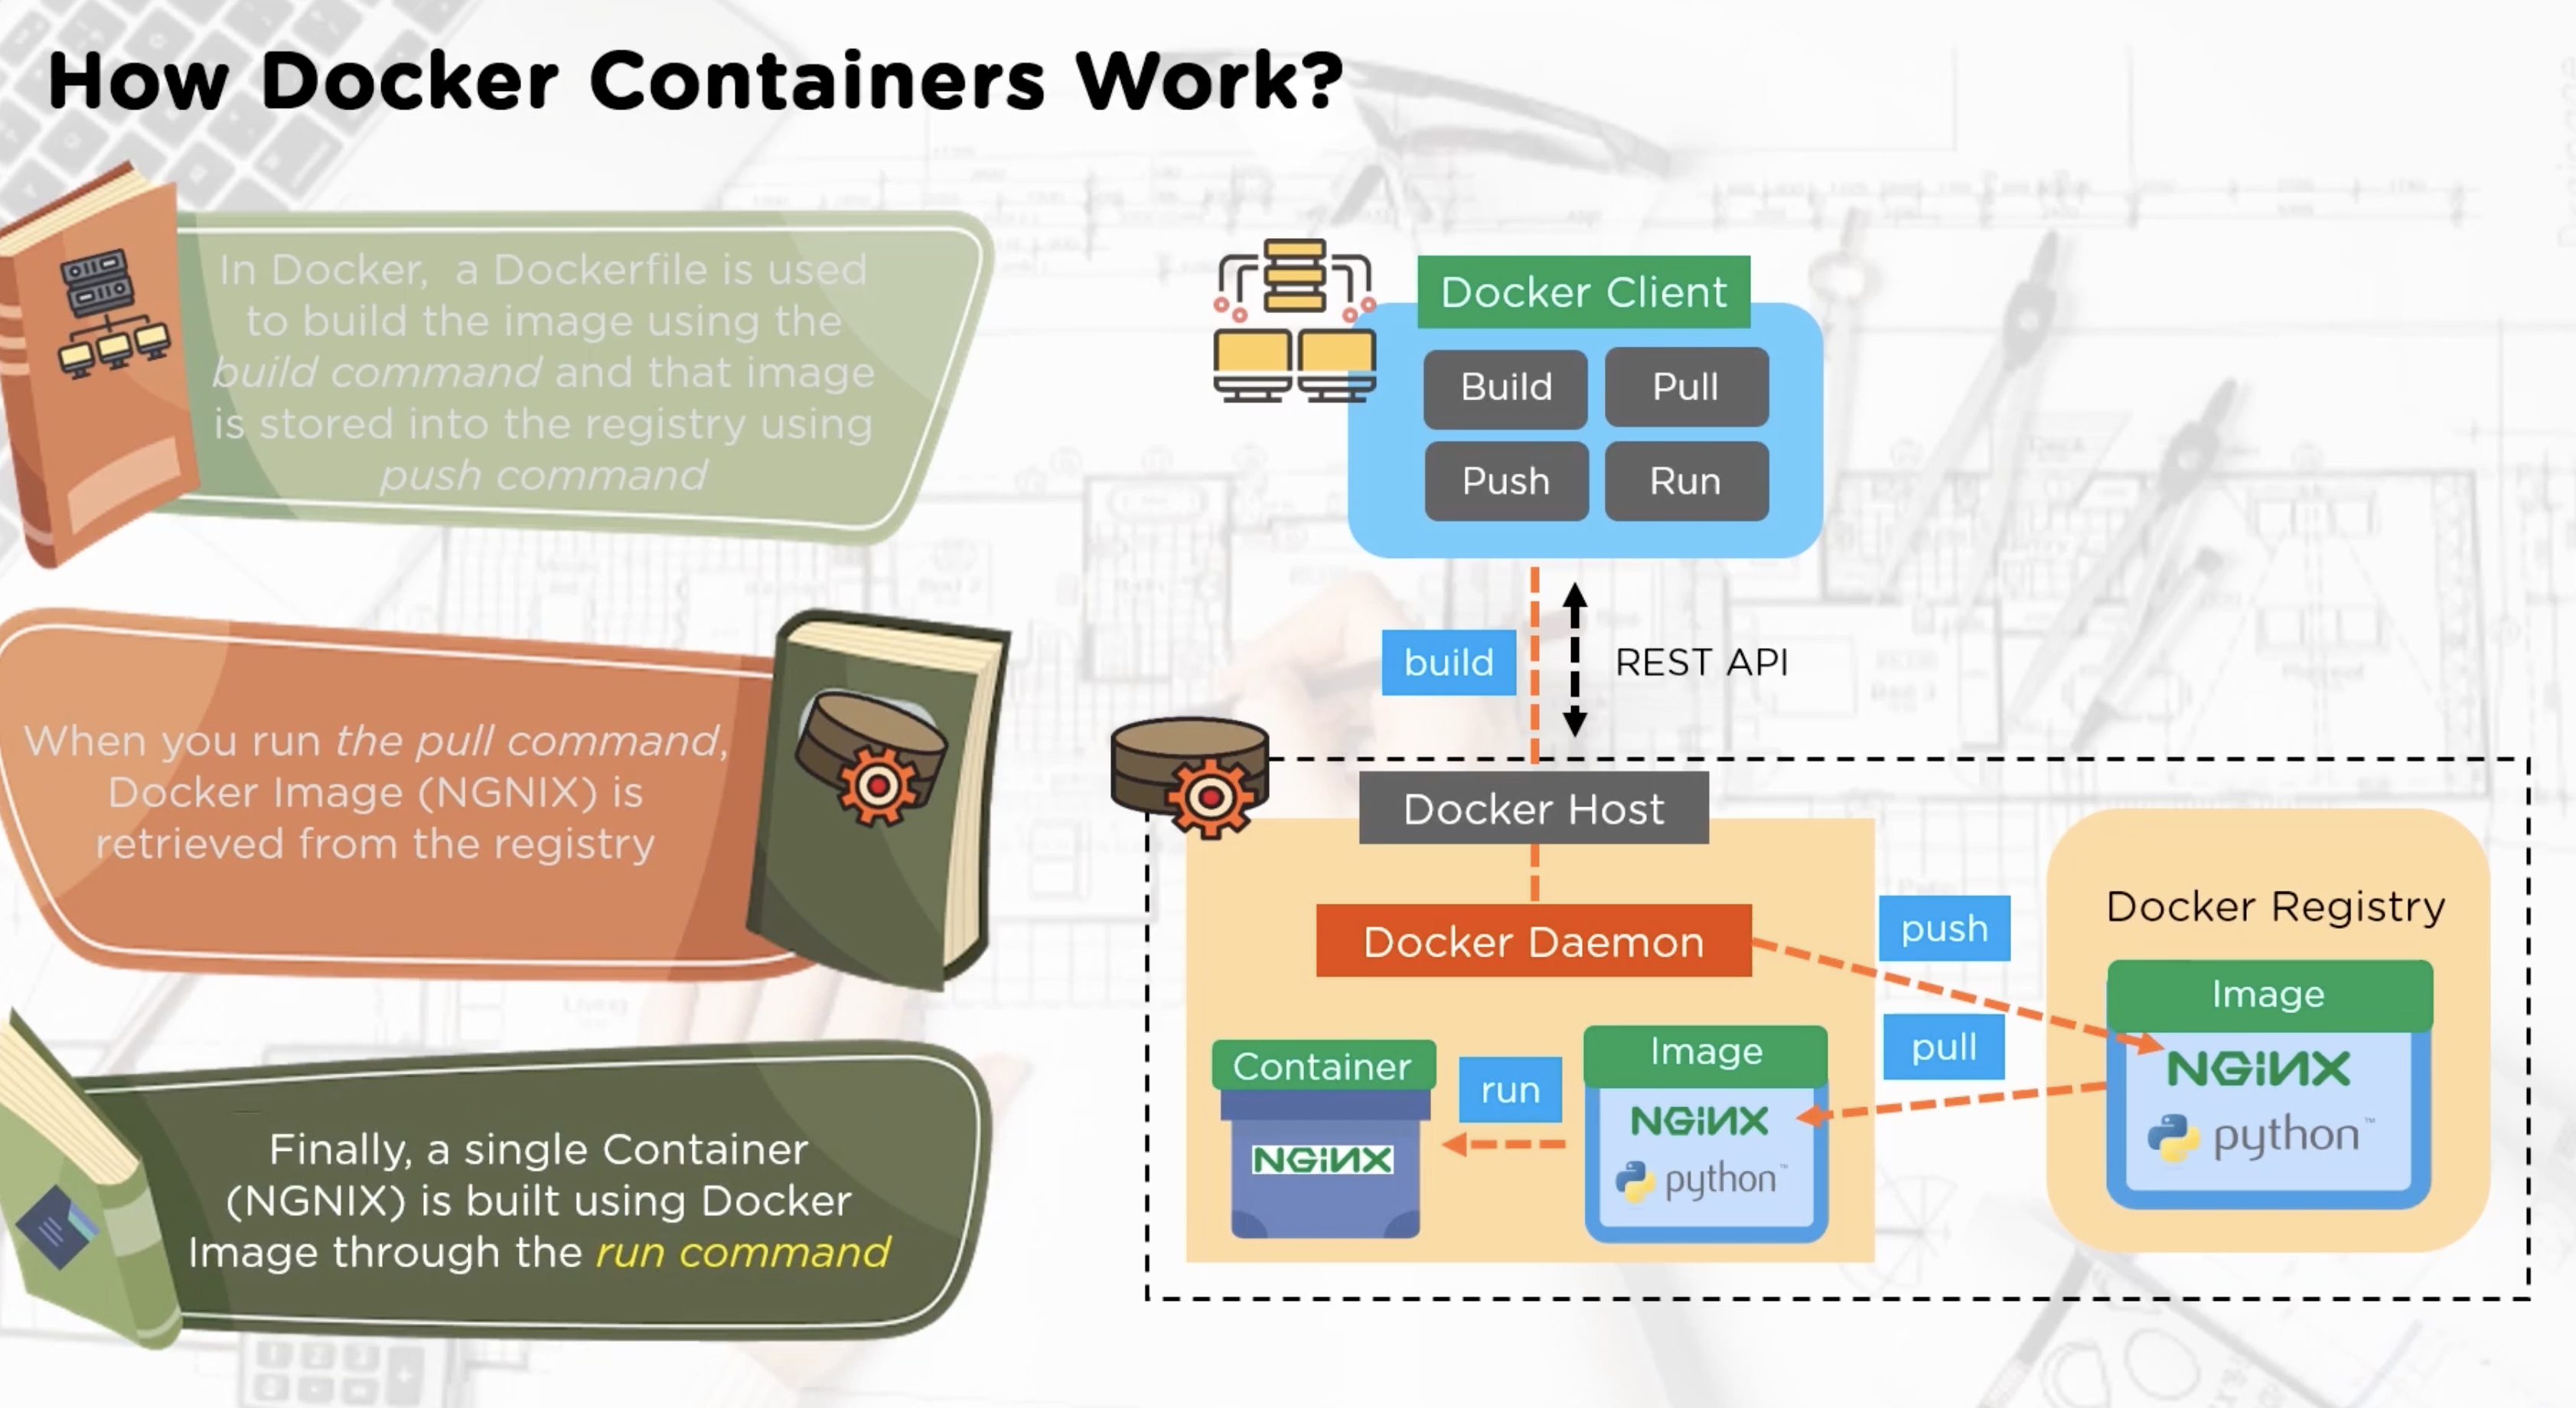 How Docker Containers Work?
In Docker, a Dockerfile is used
to build the image using the
build command and that image
is stored into the registry using
push command
When you run the pull command,
Docker Image (NGNIX) is
retrieved from the registry
Finally, a single Container
(NGNIX) is built using Docker
Image through the run command
Docker Client
Build
Pull
Push
Run
build
REST API
Docker Host
Docker Daemon
push
pull
Docker Registry
Image
NGiNX
python™
Image
NGiNX
python™
run
Container
NGiNX